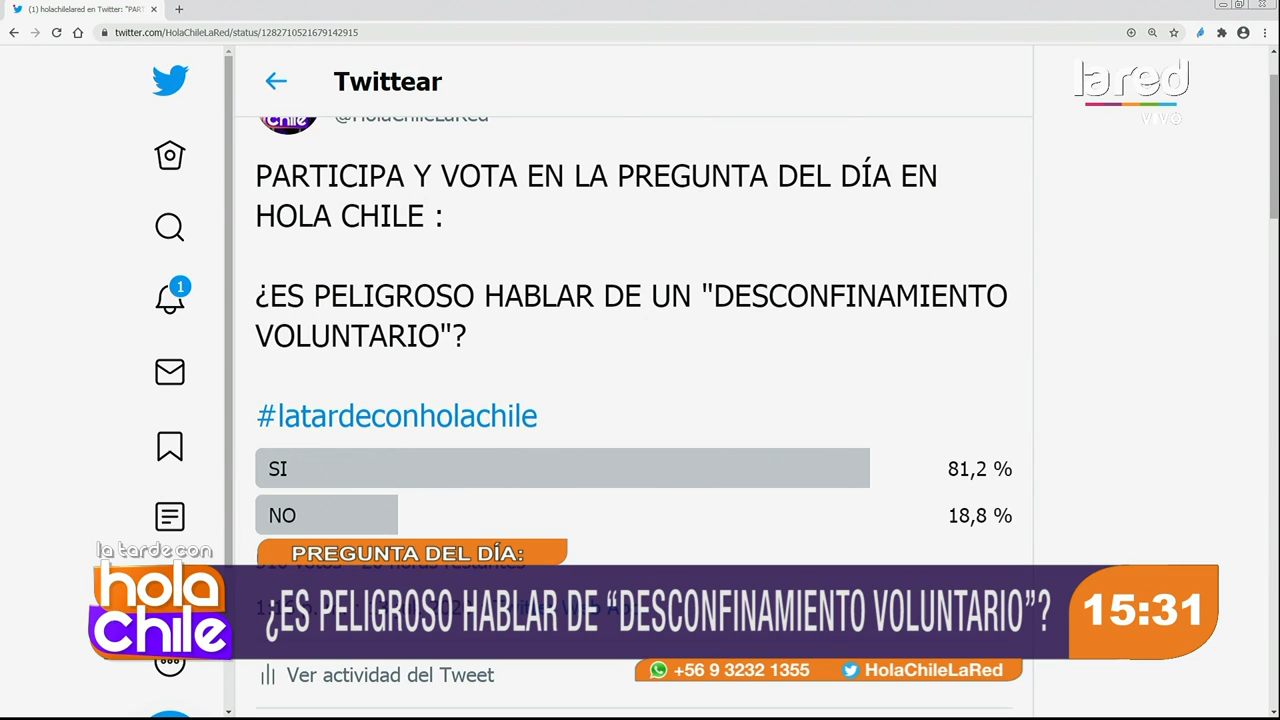 (1) holachilelared en Twitter: "PART
twitter.com/HolaChileLaRed/status/1282710521679142915
Twittear
lared
VIVO
CHILE
@HolaChileLaRed
PARTICIPA Y VOTA EN LA PREGUNTA DEL DÍA EN
HOLA CHILE :
¿ES PELIGROSO HABLAR DE UN "DESCONFINAMIENTO
VOLUNTARIO"?
#latardeconholachile
1
SI 81,2 %
NO 18,8 %
PREGUNTA DEL DÍA:
la tarde con
hola
chile
¿ES PELIGROSO HABLAR DE “DESCONFINAMIENTO VOLUNTARIO”?
15:31
Ver actividad del Tweet
+56 9 3232 1355
HolaChileLaRed